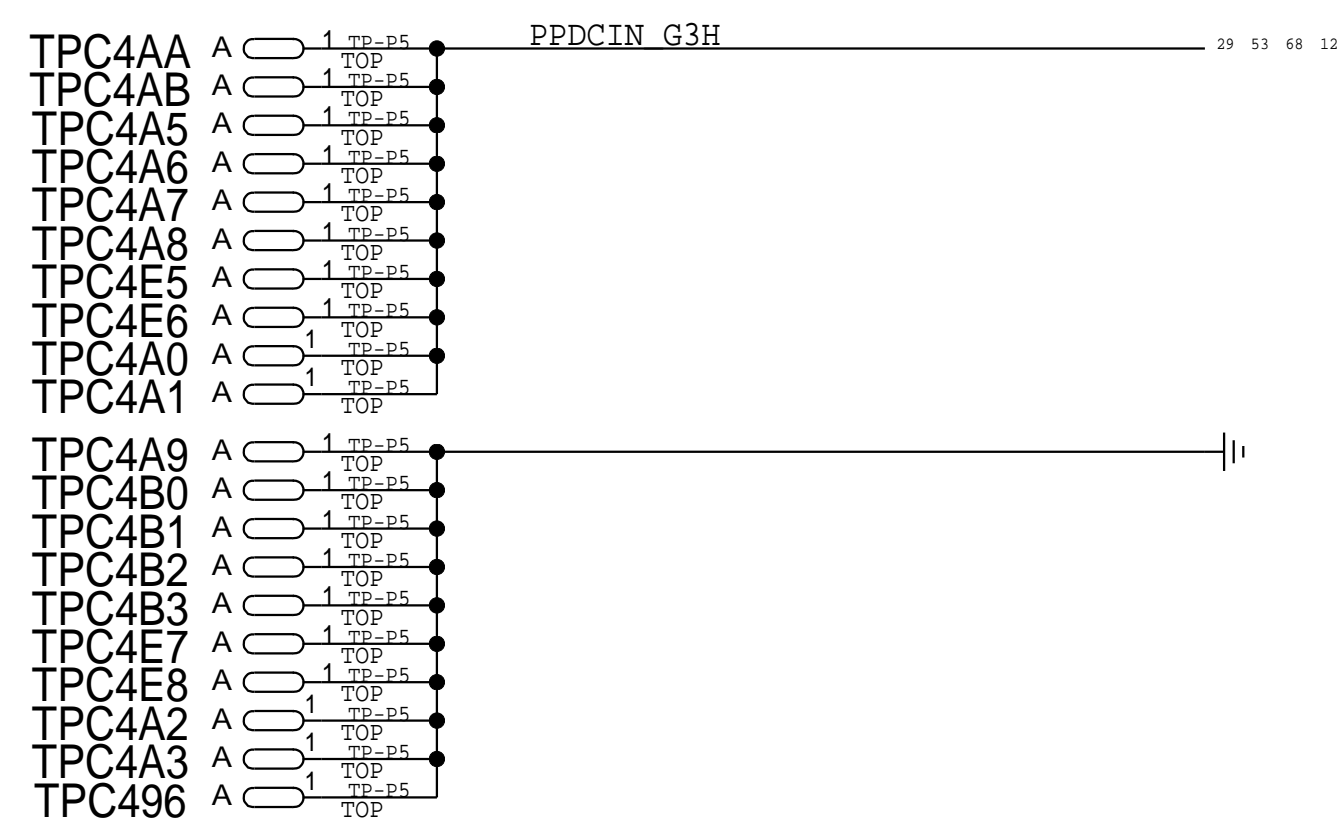 PPDCIN_G3H
29 53 68 12
TPC4AA A 1 TP-P5
TOP
TPC4AB A 1 TP-P5
TOP
TPC4A5 A 1 TP-P5
TOP
TPC4A6 A 1 TP-P5
TOP
TPC4A7 A 1 TP-P5
TOP
TPC4A8 A 1 TP-P5
TOP
TPC4E5 A 1 TP-P5
TOP
TPC4E6 A 1 TP-P5
TOP
TPC4A0 A 1 TP-P5
TOP
TPC4A1 A 1 TP-P5
TOP
TPC4A9 A 1 TP-P5
TOP
TPC4B0 A 1 TP-P5
TOP
TPC4B1 A 1 TP-P5
TOP
TPC4B2 A 1 TP-P5
TOP
TPC4B3 A 1 TP-P5
TOP
TPC4E7 A 1 TP-P5
TOP
TPC4E8 A 1 TP-P5
TOP
TPC4A2 A 1 TP-P5
TOP
TPC4A3 A 1 TP-P5
TOP
TPC496 A 1 TP-P5
TOP